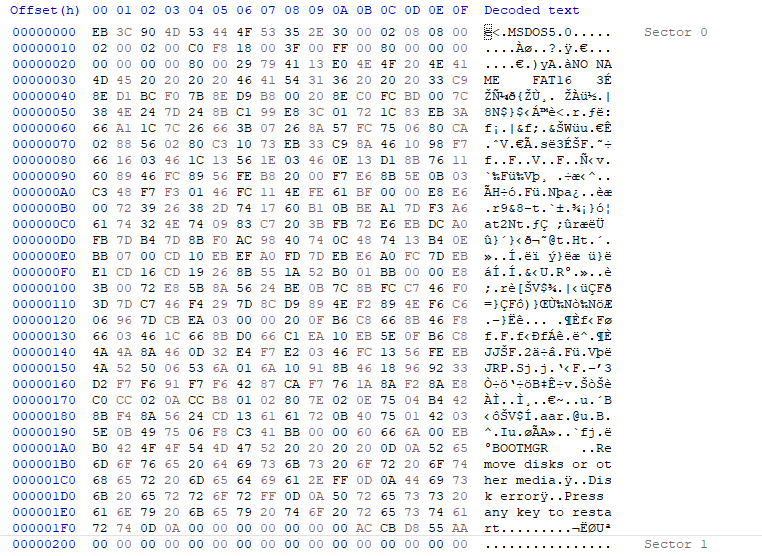 Offset(h) 00 01 02 03 04 05 06 07 08 09 0A 0B 0C 0D 0E 0F Decoded text
00000000 EB 3C 90 4D 53 44 4F 53 35 2E 30 00 02 08 08 00 ë<.MSDOS5.0..... Sector 0
00000010 02 00 02 00 C0 F8 18 00 3F 00 FF 00 80 00 00 00 ....Àø..?.ÿ.€...
00000020 00 00 00 00 80 00 29 79 41 13 E0 4E 4F 20 4E 41 ....€.)yA.àNO NA
00000030 4D 45 20 20 20 20 46 41 54 31 36 20 20 20 33 C9 ME    FAT16   3É
00000040 8E D1 BC F0 7B 8E D9 B8 00 20 8E C0 FC BD 00 7C ŽÑ¼ð{ŽÙ¸. ŽÀü½.|
00000050 38 4E 24 7D 24 8B C1 99 E8 3C 01 72 1C 83 EB 3A 8N$}$‹Á™è<.r.ƒë:
00000060 66 A1 1C 7C 26 66 3B 07 26 8A 57 FC 75 06 80 CA f¡.|&f;.&ŠWüu.€Ê
00000070 02 88 56 02 80 C3 10 73 EB 33 C9 8A 46 10 98 F7 .ˆV.€Ã.së3ÉŠF.˜÷
00000080 66 16 03 46 1C 13 56 1E 03 46 0E 13 D1 8B 76 11 f..F..V..F..Ñ‹v.
00000090 60 89 46 FC 89 56 FE B8 20 00 F7 E6 8B 5E 0B 03 `‰Fü‰Vþ¸ .÷æ‹^..
000000A0 C3 48 F7 F3 01 46 FC 11 4E FE 61 BF 00 00 E8 E6 ÃH÷ó.Fü.Nþa¿..èæ
000000B0 00 72 39 26 38 2D 74 17 60 B1 0B BE A1 7D F3 A6 .r9&8-t.`±.¾¡}ó¦
000000C0 61 74 32 4E 74 09 83 C7 20 3B FB 72 E6 EB DC A0 at2Nt.ƒÇ ;ûræëÜ 
000000D0 FB 7D B4 7D 8B F0 AC 98 40 74 0C 48 74 13 B4 0E û}´}‹ð¬˜@t.Ht.´.
000000E0 BB 07 00 CD 10 EB EF A0 FD 7D EB E6 A0 FC 7D EB »..Í.ëï ý}ëæ ü}ë
000000F0 E1 CD 16 CD 19 26 8B 55 1A 52 B0 01 BB 00 00 E8 áÍ.Í.&‹U.R°.»..è
00000100 3B 00 72 E8 5B 8A 56 24 BE 0B 7C 8B FC C7 46 F0 ;.rè[ŠV$¾.|‹üÇFð
00000110 3D 7D C7 46 F4 29 7D 8C D9 89 4E F2 89 4E F6 C6 =}ÇFô)}ŒÙ‰Nò‰NöÆ
00000120 06 96 7D CB EA 03 00 00 20 0F B6 C8 66 8B 46 F8 .–}Ëê... .¶Èf‹Fø
00000130 66 03 46 1C 66 8B D0 66 C1 EA 10 EB 5E 0F B6 C8 f.F.f‹ÐfÁê.ë^.¶È
00000140 4A 4A 8A 46 0D 32 E4 F7 E2 03 46 FC 13 56 FE EB JJŠF.2ä÷â.Fü.Vþë
00000150 4A 52 50 06 53 6A 01 6A 10 91 8B 46 18 96 92 33 JRP.Sj.j.‘‹F.–’3
00000160 D2 F7 F6 91 F7 F6 42 87 CA F7 76 1A 8A F2 8A E8 Ò÷ö‘÷öB‡Ê÷v.ŠòŠè
00000170 C0 CC 02 0A CC B8 01 02 80 7E 02 0E 75 04 B4 42 ÀÌ..Ì¸..€~..u.´B
00000180 8B F4 8A 56 24 CD 13 61 61 72 0B 40 75 01 42 03 ‹ôŠV$Í.aar.@u.B.
00000190 5E 0B 49 75 06 F8 C3 41 BB 00 00 60 66 6A 00 EB ^.Iu.øÃA»..`fj.ë
000001A0 B0 42 4F 4F 54 4D 47 52 20 20 20 20 0D 0A 52 65 °BOOTMGR    ..Re
000001B0 6D 6F 76 65 20 64 69 73 6B 73 20 6F 72 20 6F 74 move disks or ot
000001C0 68 65 72 20 6D 65 64 69 61 2E FF 0D 0A 44 69 73 her media.ÿ..Dis
000001D0 6B 20 65 72 72 6F 72 FF 0D 0A 50 72 65 73 73 20 k errorÿ..Press 
000001E0 61 6E 79 20 6B 65 79 20 74 6F 20 72 65 73 74 61 any key to resta
000001F0 72 74 0D 0A 00 00 00 00 00 00 00 AC CB D8 55 AA rt.........¬ËØUª
00000200 00 00 00 00 00 00 00 00 00 00 00 00 00 00 00 00 ................ Sector 1